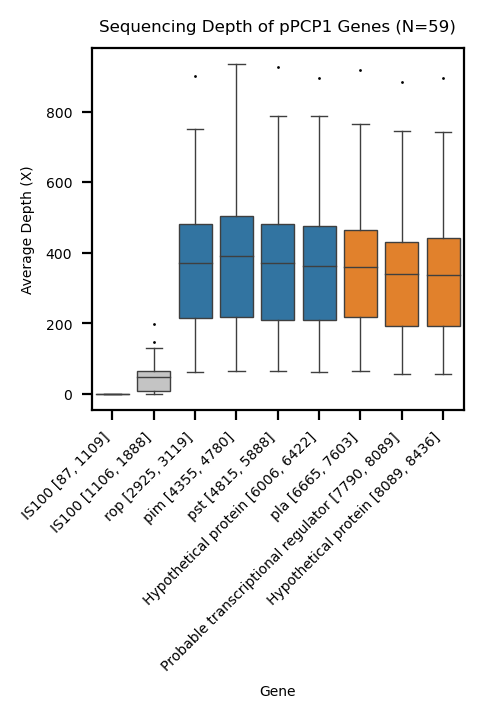 Sequencing Depth of pPCP1 Genes (N=59)
Average Depth (X)
800
600
400
200
0
IS100 [87, 1109]
IS100 [1106, 1888]
rop [2925, 3119]
pim [4355, 4780]
pst [4815, 5888]
Hypothetical protein [6006, 6422]
pla [6665, 7603]
Probable transcriptional regulator [7790, 8089]
Hypothetical protein [8089, 8436]
Gene